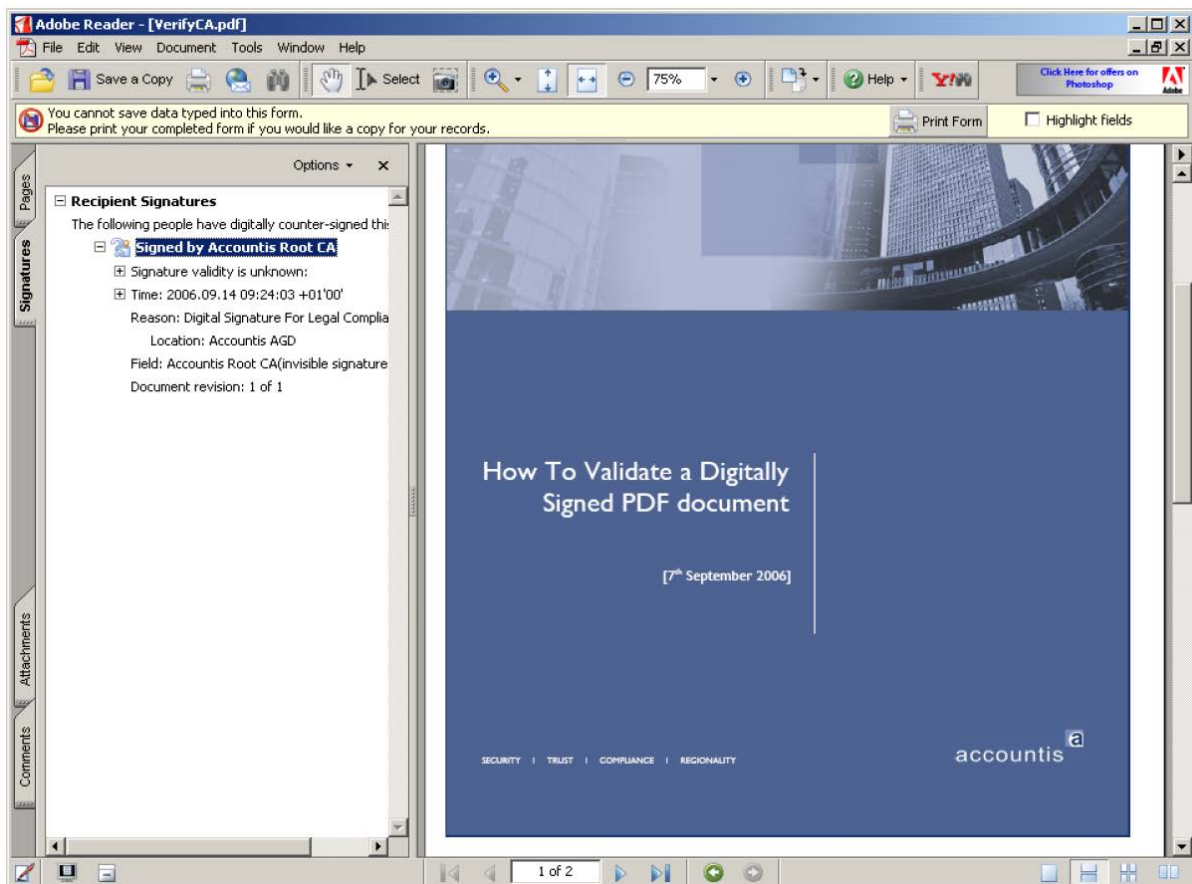 Adobe Reader - [VerifyCA.pdf]
File Edit View Document Tools Window Help
Save a Copy Select 75% Help Y! Click Here for offers on
Photoshop Adobe
You cannot save data typed into this form.
Please print your completed form if you would like a copy for your records.
Print Form Highlight fields
Options
Pages
Signatures
Attachments
Comments
Recipient Signatures
The following people have digitally counter-signed this
Signed by Accountis Root CA
Signature validity is unknown:
Time: 2006.09.14 09:24:03 +01'00'
Reason: Digital Signature For Legal Complia
Location: Accountis AGD
Field: Accountis Root CA(invisible signature
Document revision: 1 of 1
How To Validate a Digitally
Signed PDF document
[7th September 2006]
SECURITY | TRUST | COMPLIANCE | REGIONALITY
accountis a
1 of 2